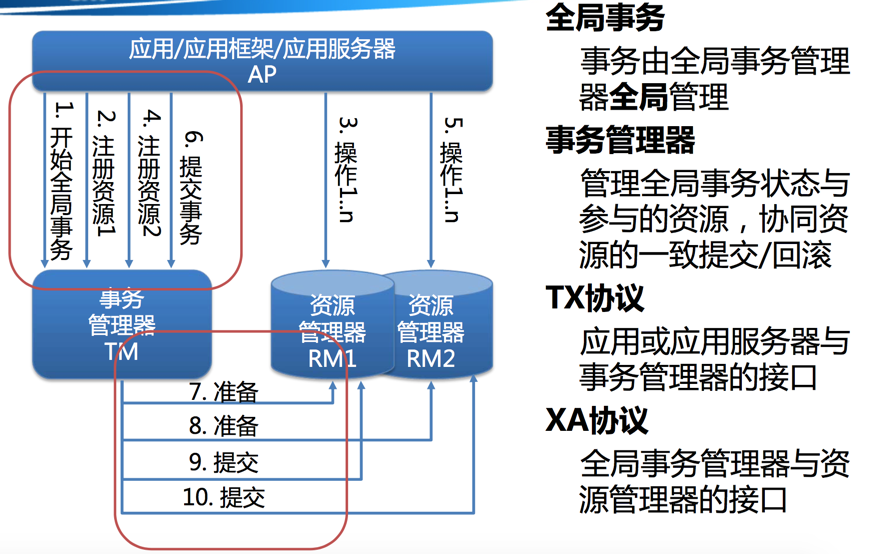 应用/应用框架/应用服务器
AP
1. 开始全局事务
2. 注册资源1
4. 注册资源2
6. 提交事务
3. 操作1..n
5. 操作1..n
事务
管理器
TM
资源
管理器
RM1
资源
管理器
RM2
7. 准备
8. 准备
9. 提交
10. 提交
全局事务
事务由全局事务管理
器全局管理
事务管理器
管理全局事务状态与
参与的资源，协同资
源的一致提交/回滚
TX协议
应用或应用服务器与
事务管理器的接口
XA协议
全局事务管理器与资
源管理器的接口